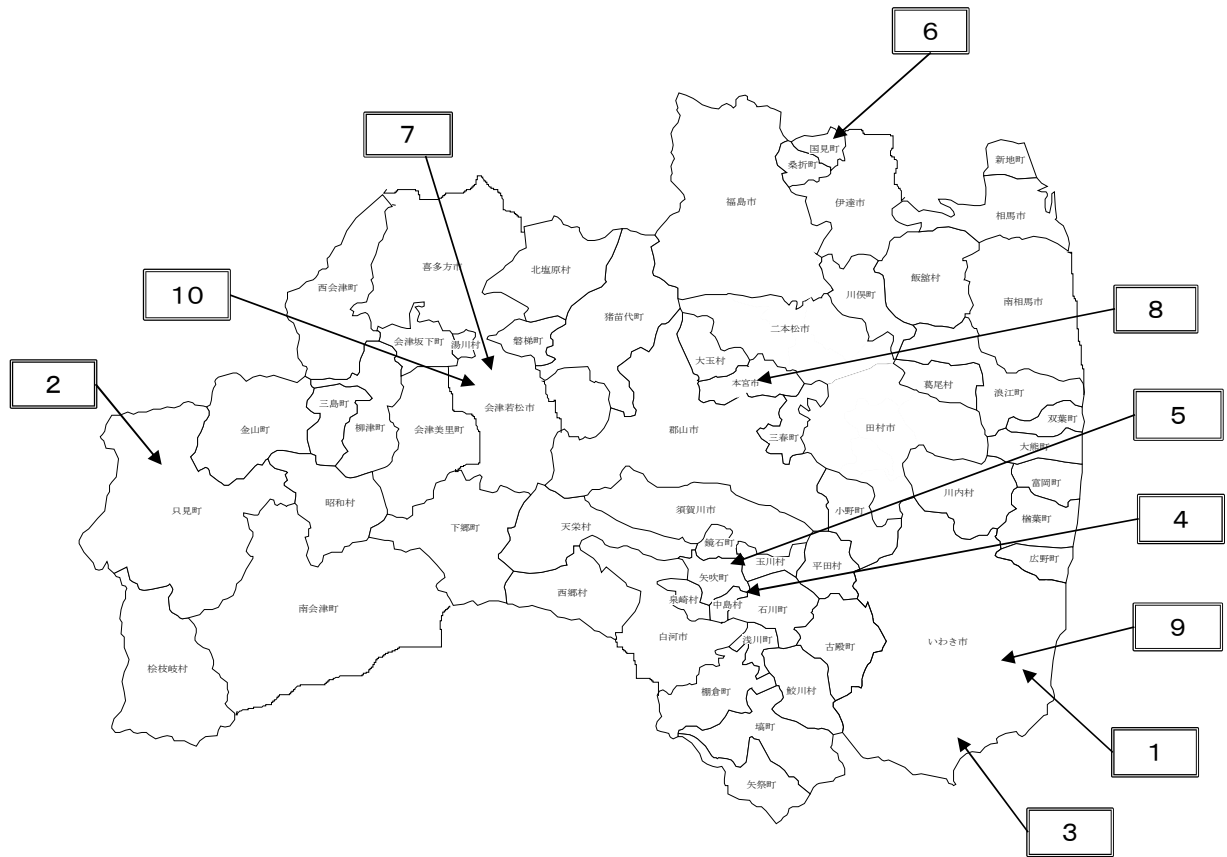 6
7
国見町
桑折町
新地町
福島市
伊達市
相馬市
喜多方市
北塩原村
飯舘村
西会津町
川俣町
南相馬市
10
猪苗代町
8
二本松市
会津坂下町
湯川村
磐梯町
大玉村
2
本宮市
葛尾村
浪江町
三島町
会津若松市
5
双葉町
金山町
柳津町
会津美里町
郡山市
三春町
田村市
大熊町
富岡町
川内村
昭和村
只見町
須賀川市
小野町
楢葉町
4
下郷町
天栄村
鏡石町
玉川村
平田村
広野町
矢吹町
西郷村
泉崎村
中島村
石川町
南会津町
9
白河市
浅川町
古殿町
いわき市
桧枝岐村
棚倉町
鮫川村
塙町
1
矢祭町
3